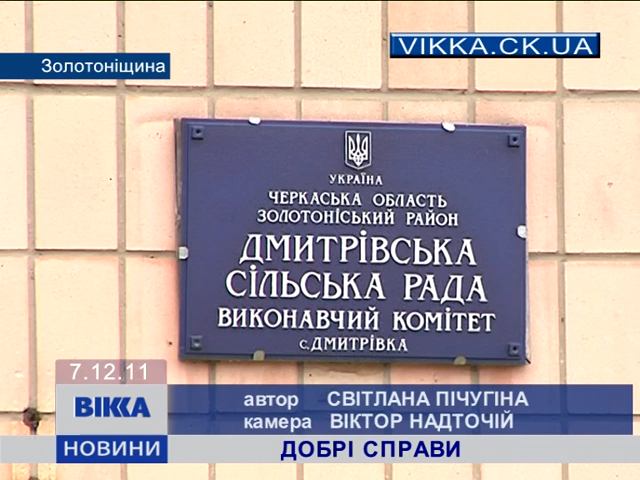 VIKKA.CK.UA
Золотоніщина
УКРАЇНА
ЧЕРКАСЬКА ОБЛАСТЬ
ЗОЛОТОНІСЬКИЙ РАЙОН
ДМИТРІВСЬКА
СІЛЬСЬКА РАДА
ВИКОНАВЧИЙ КОМІТЕТ
С.ДМИТРІВКА
7.12.11
ВІККА
НОВИНИ
автор СВІТЛАНА ПІЧУГІНА
камера ВІКТОР НАДТОЧІЙ
ДОБРІ СПРАВИ